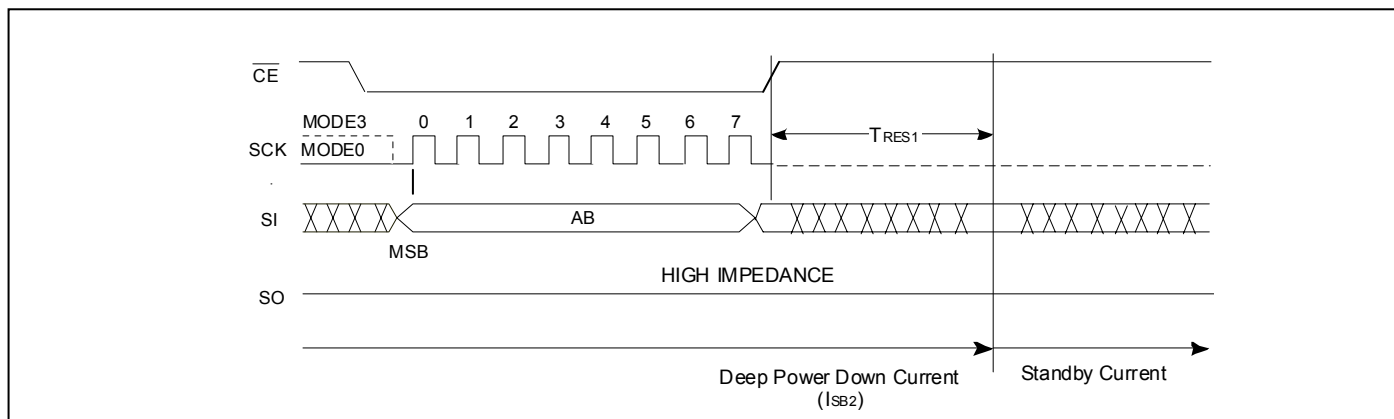 CE
MODE3
0 1 2 3 4 5 6 7
SCK
MODE0
TRES1
SI
AB
MSB
HIGH IMPEDANCE
SO
Deep Power Down Current
(ISB2)
Standby Current